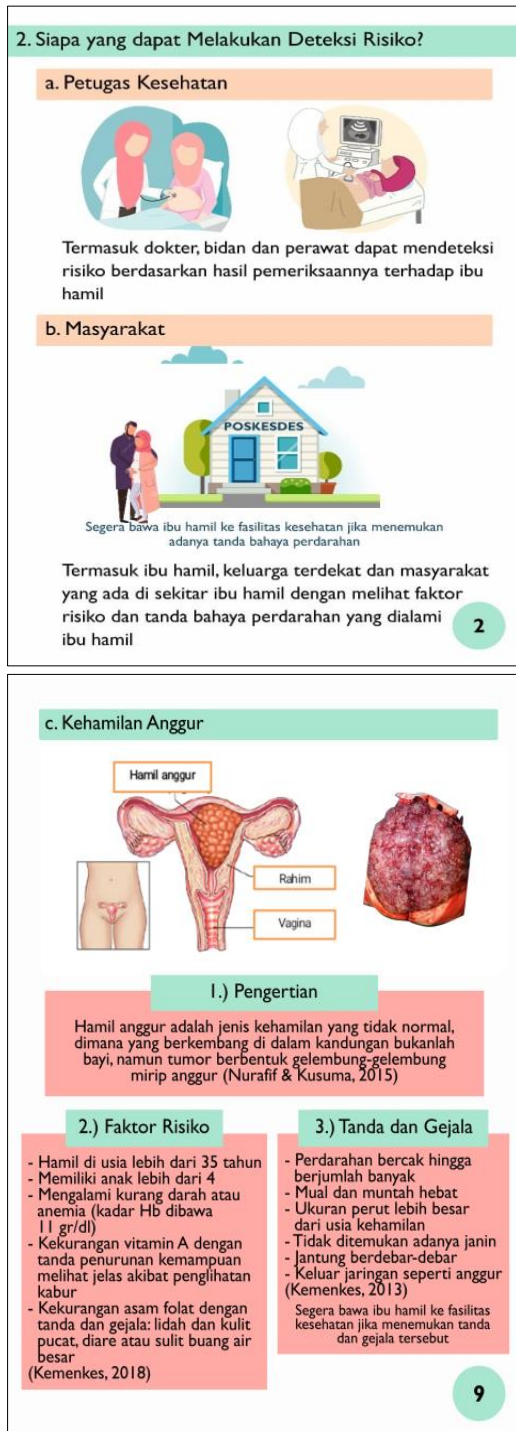 2. Siapa yang dapat Melakukan Deteksi Risiko?
a. Petugas Kesehatan
Termasuk dokter, bidan dan perawat dapat mendeteksi
risiko berdasarkan hasil pemeriksaannya terhadap ibu
hamil
b. Masyarakat
POSKESDES
Segera bawa ibu hamil ke fasilitas kesehatan jika menemukan
adanya tanda bahaya perdarahan
Termasuk ibu hamil, keluarga terdekat dan masyarakat
yang ada di sekitar ibu hamil dengan melihat faktor
risiko dan tanda bahaya perdarahan yang dialami
ibu hamil
2
c. Kehamilan Anggur
Hamil anggur
Rahim
Vagina
1.) Pengertian
Hamil anggur adalah jenis kehamilan yang tidak normal,
dimana yang berkembang di dalam kandungan bukanlah
bayi, namun tumor berbentuk gelembung-gelembung
mirip anggur (Nurafif & Kusuma, 2015)
2.) Faktor Risiko
- Hamil di usia lebih dari 35 tahun
- Memiliki anak lebih dari 4
- Mengalami kurang darah atau
anemia (kadar Hb dibawa
11 gr/dl)
- Kekurangan vitamin A dengan
tanda penurunan kemampuan
melihat jelas akibat penglihatan
kabur
- Kekurangan asam folat dengan
tanda dan gejala: lidah dan kulit
pucat, diare atau sulit buang air
besar
(Kemenkes, 2018)
3.) Tanda dan Gejala
- Perdarahan bercak hingga
berjumlah banyak
- Mual dan muntah hebat
- Ukuran perut lebih besar
dari usia kehamilan
- Tidak ditemukan adanya janin
- Jantung berdebar-debar
- Keluar jaringan seperti anggur
(Kemenkes, 2013)
Segera bawa ibu hamil ke fasilitas
kesehatan jika menemukan tanda
dan gejala tersebut
9